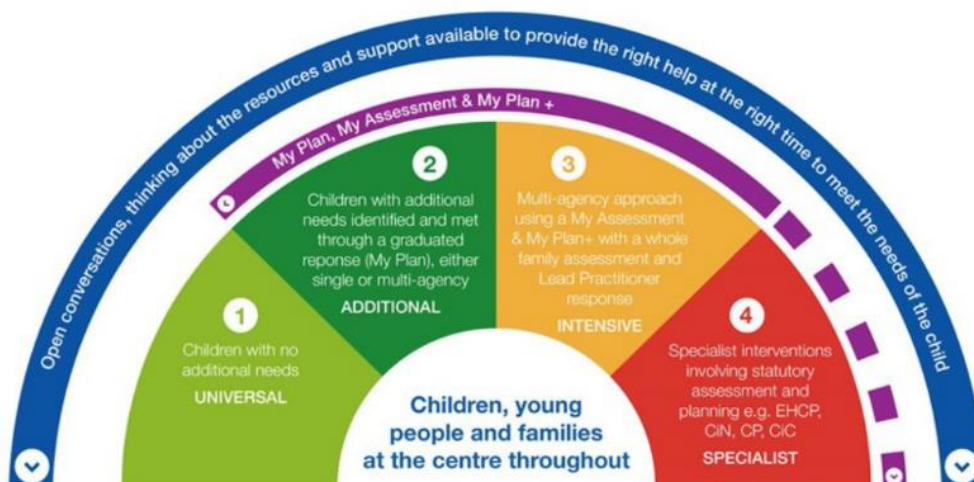 Open conversations, thinking about the resources and support available to provide the right help at the right time to meet the needs of the child
My Plan, My Assessment & My Plan +
1
Children with no
additional needs
UNIVERSAL
2
Children with additional
needs identified and met
through a graduated
reponse (My Plan), either
single or multi-agency
ADDITIONAL
3
Multi-agency approach
using a My Assessment
& My Plan+ with a whole
family assessment and
Lead Practitioner
response
INTENSIVE
4
Specialist interventions
involving statutory
assessment and
planning e.g. EHCP,
CiN, CP, CiC
SPECIALIST
Children, young
people and families
at the centre throughout